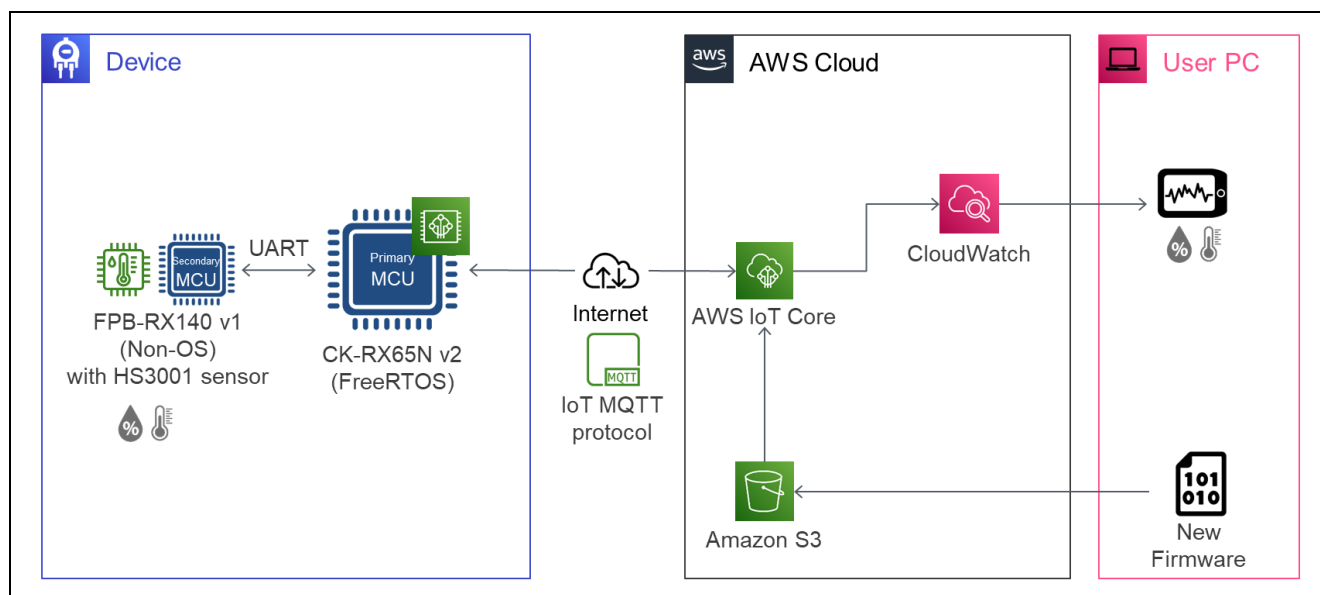 Device
Secondary
MCU
UART
Primary
MCU
FPB-RX140 v1
(Non-OS)
with HS3001 sensor
%
CK-RX65N v2
(FreeRTOS)
Internet
MQTT
IoT MQTT
protocol
aws
AWS Cloud
AWS IoT Core
CloudWatch
Amazon S3
User PC
%
101
010
New
Firmware